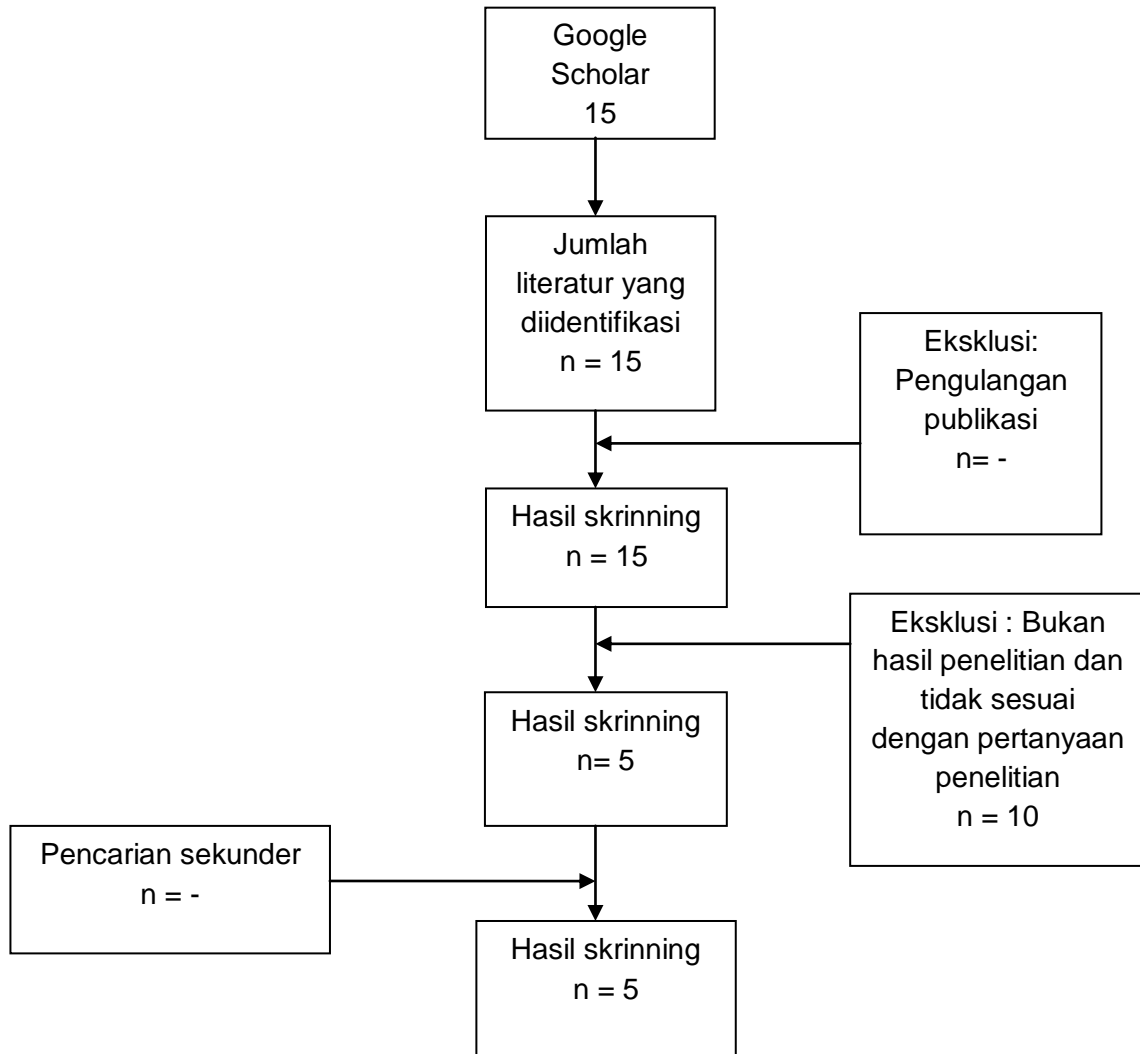 Google
Scholar
15
Jumlah
literatur yang
diidentifikasi
n = 15
Eksklusi:
Pengulangan
publikasi
n= -
Hasil skrinning
n = 15
Eksklusi : Bukan
hasil penelitian dan
tidak sesuai
dengan pertanyaan
penelitian
n = 10
Hasil skrinning
n= 5
Pencarian sekunder
n = -
Hasil skrinning
n = 5